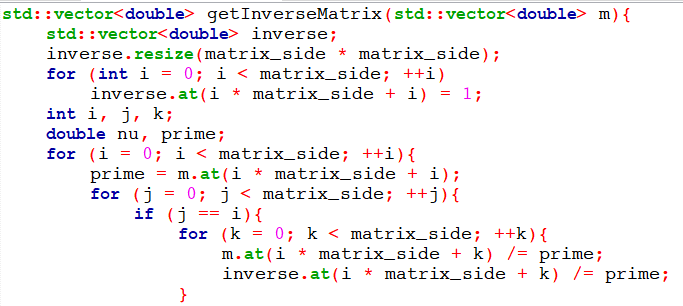 std::vector<double> getInverseMatrix(std::vector<double> m){
    std::vector<double> inverse;
    inverse.resize(matrix_side * matrix_side);
    for (int i = 0; i < matrix_side; ++i)
        inverse.at(i * matrix_side + i) = 1;
    int i, j, k;
    double nu, prime;
    for (i = 0; i < matrix_side; ++i){
        prime = m.at(i * matrix_side + i);
        for (j = 0; j < matrix_side; ++j){
            if (j == i){
                for (k = 0; k < matrix_side; ++k){
                    m.at(i * matrix_side + k) /= prime;
                    inverse.at(i * matrix_side + k) /= prime;
                }